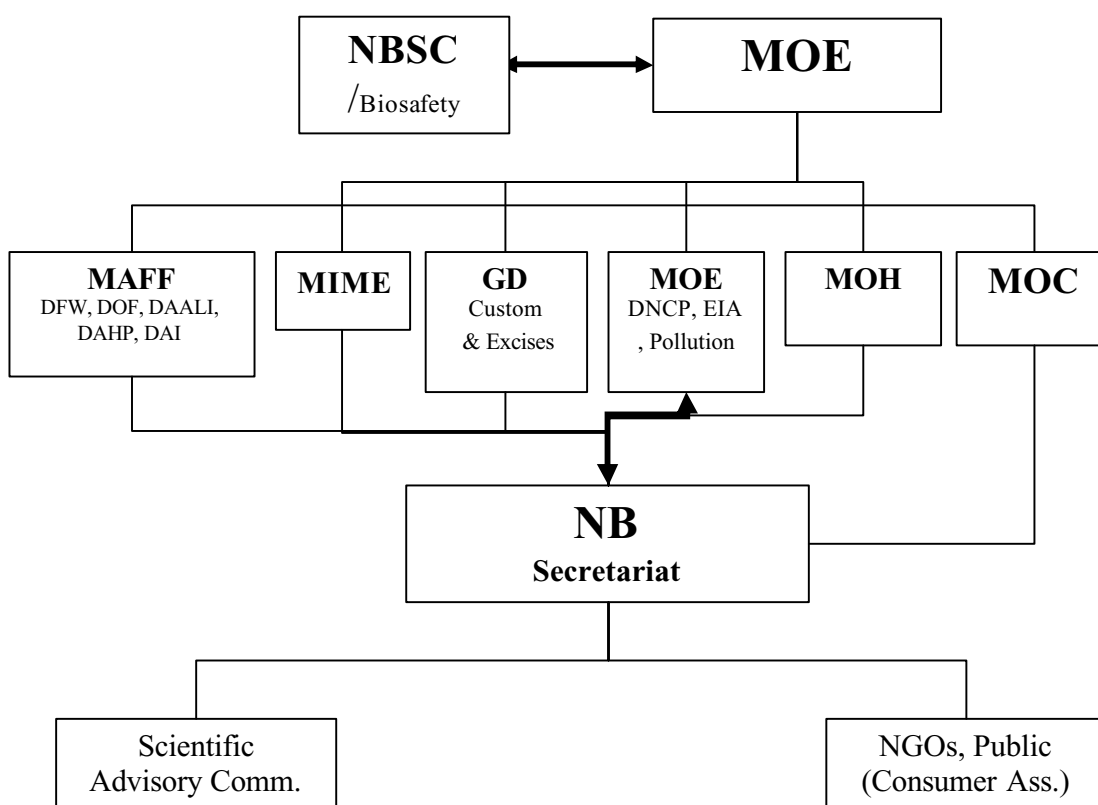 NBSC
/Biosafety
MOE
MAFF
DFW, DOF, DAALI,
DAHP, DAI
MIME
GD
Custom
& Excises
MOE
DNCP, EIA
, Pollution
MOH
MOC
NB
Secretariat
Scientific
Advisory Comm.
NGOs, Public
(Consumer Ass.)